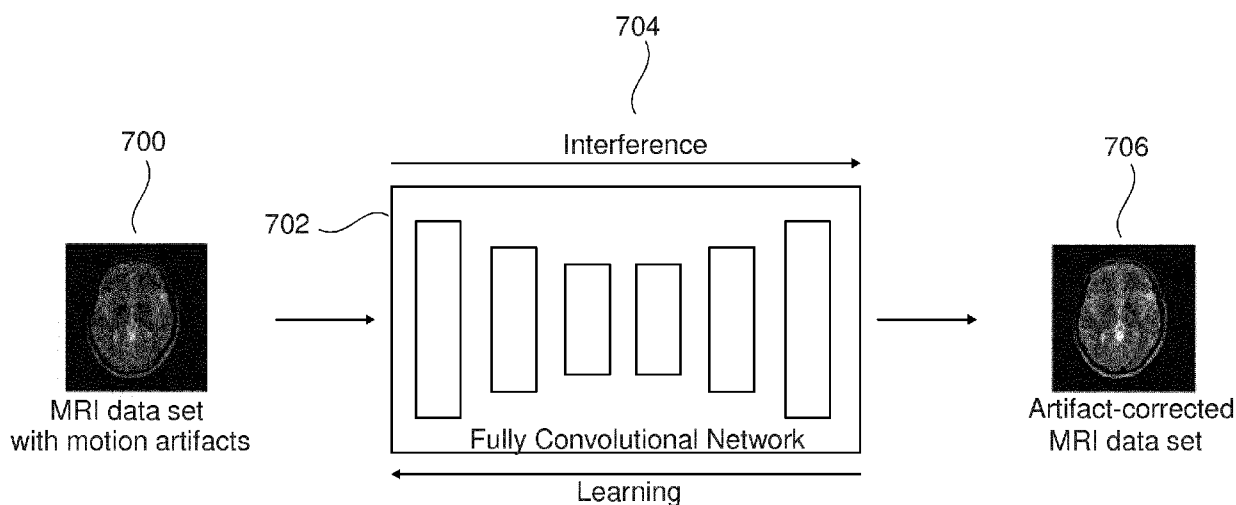 704
700
Interference
706
702
MRI data set
with motion artifacts
Fully Convolutional Network
Artifact-corrected
MRI data set
Learning